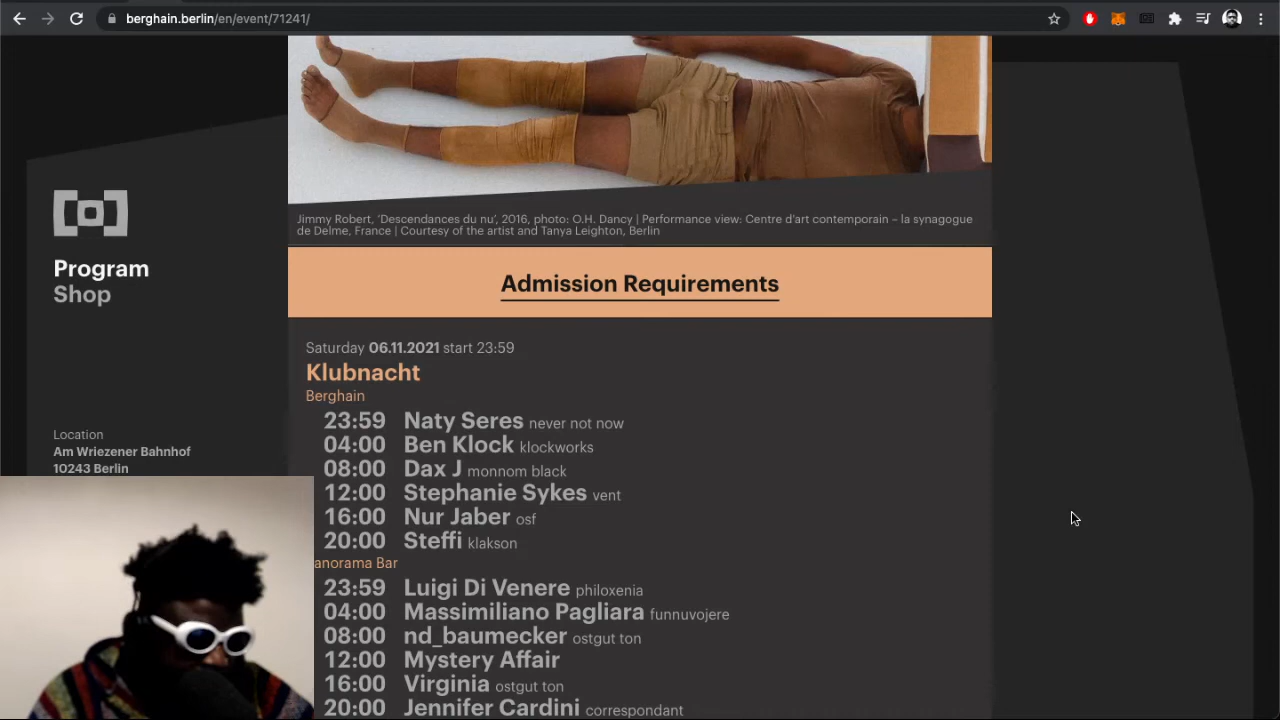 berghain.berlin/en/event/71241/
Jimmy Robert, ‘Descendances du nu’, 2016, photo: O.H. Dancy | Performance view: Centre d’art contemporain – la synagogue
de Delme, France | Courtesy of the artist and Tanya Leighton, Berlin
Program
Shop
Admission Requirements
Saturday 06.11.2021 start 23:59
Klubnacht
Berghain
23:59 Naty Seres never not now
04:00 Ben Klock klockworks
08:00 Dax J monnom black
12:00 Stephanie Sykes vent
16:00 Nur Jaber osf
20:00 Steffi klakson
anorama Bar
23:59 Luigi Di Venere philoxenia
04:00 Massimiliano Pagliara funnuvojere
08:00 nd_baumecker ostgut ton
12:00 Mystery Affair
16:00 Virginia ostgut ton
20:00 Jennifer Cardini correspondant
Location
Am Wriezener Bahnhof
10243 Berlin